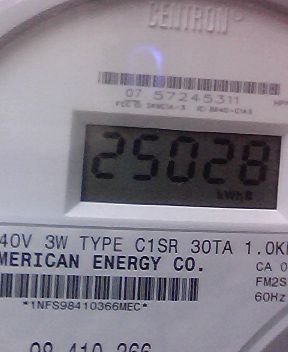 CENTRON®
07 57245311
25028
kWh
40V 3W TYPE C1SR 30TA 1.0K
MERICAN ENERGY CO.
CA 0
FM2S
60Hz
*1NFS98410366MEC*
98 410 366